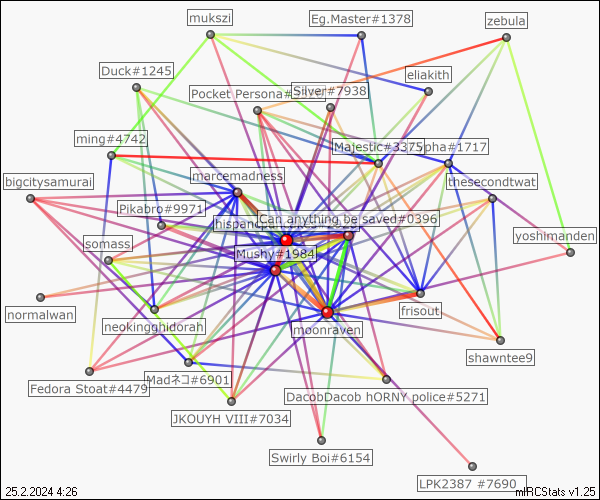 mukszi
Eg.Master#1378
zebula
Duck#1245
eliakith
Pocket Persona
Silver#7938
ming#4742
Majestic#3375
pha#1717
marcemadness
thesecondtwat
bigcitysamurai
Pikabro#9971
Can anything be saved#0396
hispandpa
yoshimanden
somass
Mushy#1984
normalwan
neokingghidorah
moonraven
frisout
shawntee9
Fedora Stoat#4479
Madネコ#6901
DacobDacob hORNY police#5271
JKOUYH VIII#7034
Swirly Boi#6154
LPK2387 #7690
25.2.2024 4:26
mIRCStats v1.25